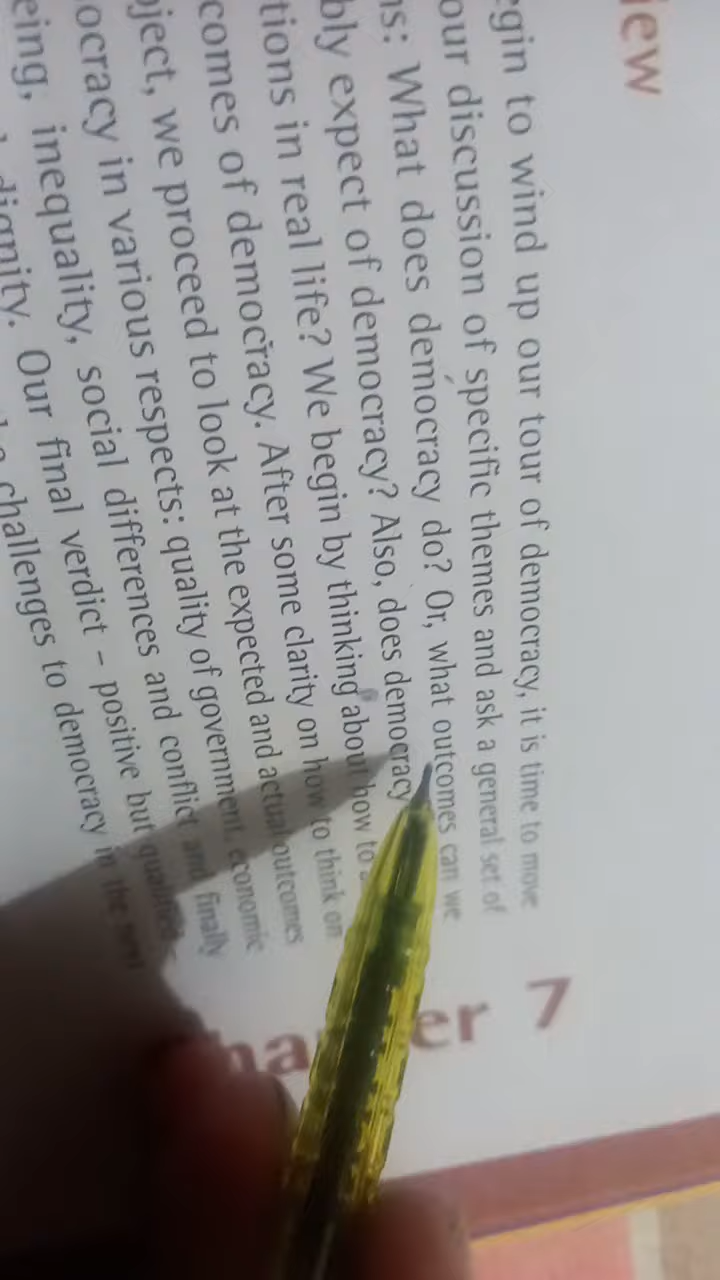 iew
egin to wind up our tour of democracy, it is time to move
our discussion of specific themes and ask a general set of
ns: What does democracy do? Or, what outcomes can we
bly expect of democracy? Also, does democracy
tions in real life? We begin by thinking about how to
comes of democracy. After some clarity on how to think on
bject, we proceed to look at the expected and actual outcomes
ocracy in various respects: quality of government, economic
eing, inequality, social differences and conflict and finally
dignity. Our final verdict – positive but
challenges to democracy in the next
er 7